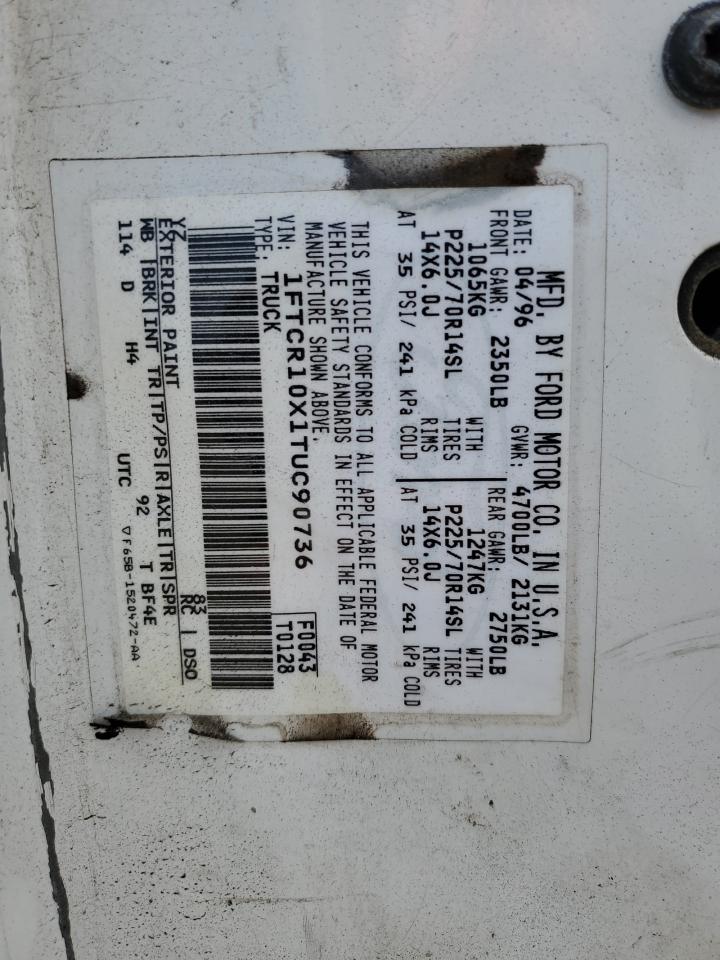 MFD. BY FORD MOTOR CO. IN U.S.A.
DATE: 04/96 GVWR: 4700LB/ 2131KG
FRONT GAWR: 2350LB REAR GAWR: 2750LB
1065KG WITH 1247KG WITH
P225/70R14SL TIRES P225/70R14SL TIRES
14X6.0J RIMS 14X6.0J RIMS
AT 35 PSI/ 241 kPa COLD AT 35 PSI/ 241 kPa COLD
THIS VEHICLE CONFORMS TO ALL APPLICABLE FEDERAL MOTOR
VEHICLE SAFETY STANDARDS IN EFFECT ON THE DATE OF
MANUFACTURE SHOWN ABOVE.
VIN: 1FTCR10X1TUC90736 F0043
TYPE: TRUCK T0128
YZ 83
EXTERIOR PAINT RC | DSO
WB |BRK|INT TR|TP/PS|R|AXLE|TR|SPR
114 D H4 92 T BF4E
UTC ▽F65B-1520472-AA